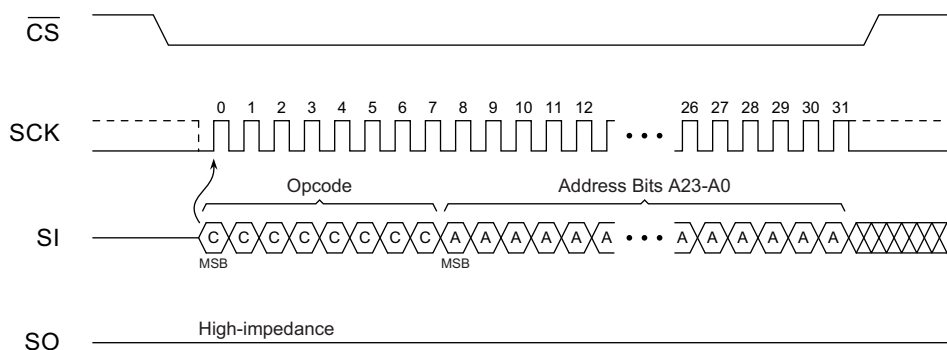 CS
0 1 2 3 4 5 6 7 8 9 10 11 12 26 27 28 29 30 31
SCK
Opcode Address Bits A23-A0
SI C C C C C C C C A A A A A A A A A A A A
MSB MSB
High-impedance
SO